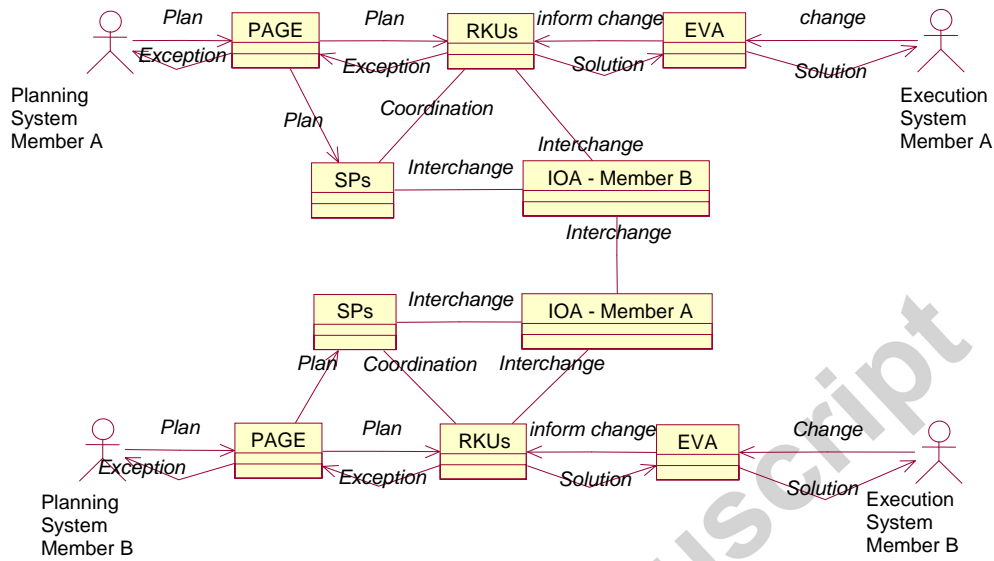 Plan
Plan
inform change
change
PAGE
RKUs
EVA
Exception
Exception
Solution
Solution
Planning
System
Member A
Plan
Coordination
Execution
System
Member A
Interchange
Interchange
SPs
IOA - Member B
Interchange
Interchange
SPs
IOA - Member A
Plan
Coordination
Interchange
Plan
Plan
inform change
Change
PAGE
RKUs
EVA
Exception
Exception
Solution
Solution
Planning
System
Member B
Execution
System
Member B
uscript